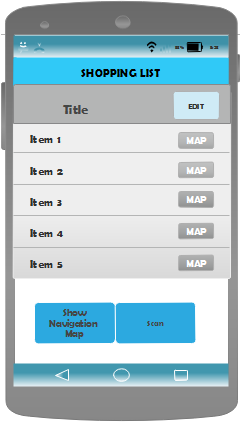 SHOPPING LIST
Title EDIT
Item 1 MAP
Item 2 MAP
Item 3 MAP
Item 4 MAP
Item 5 MAP
Show
Navigation
Map
Scan